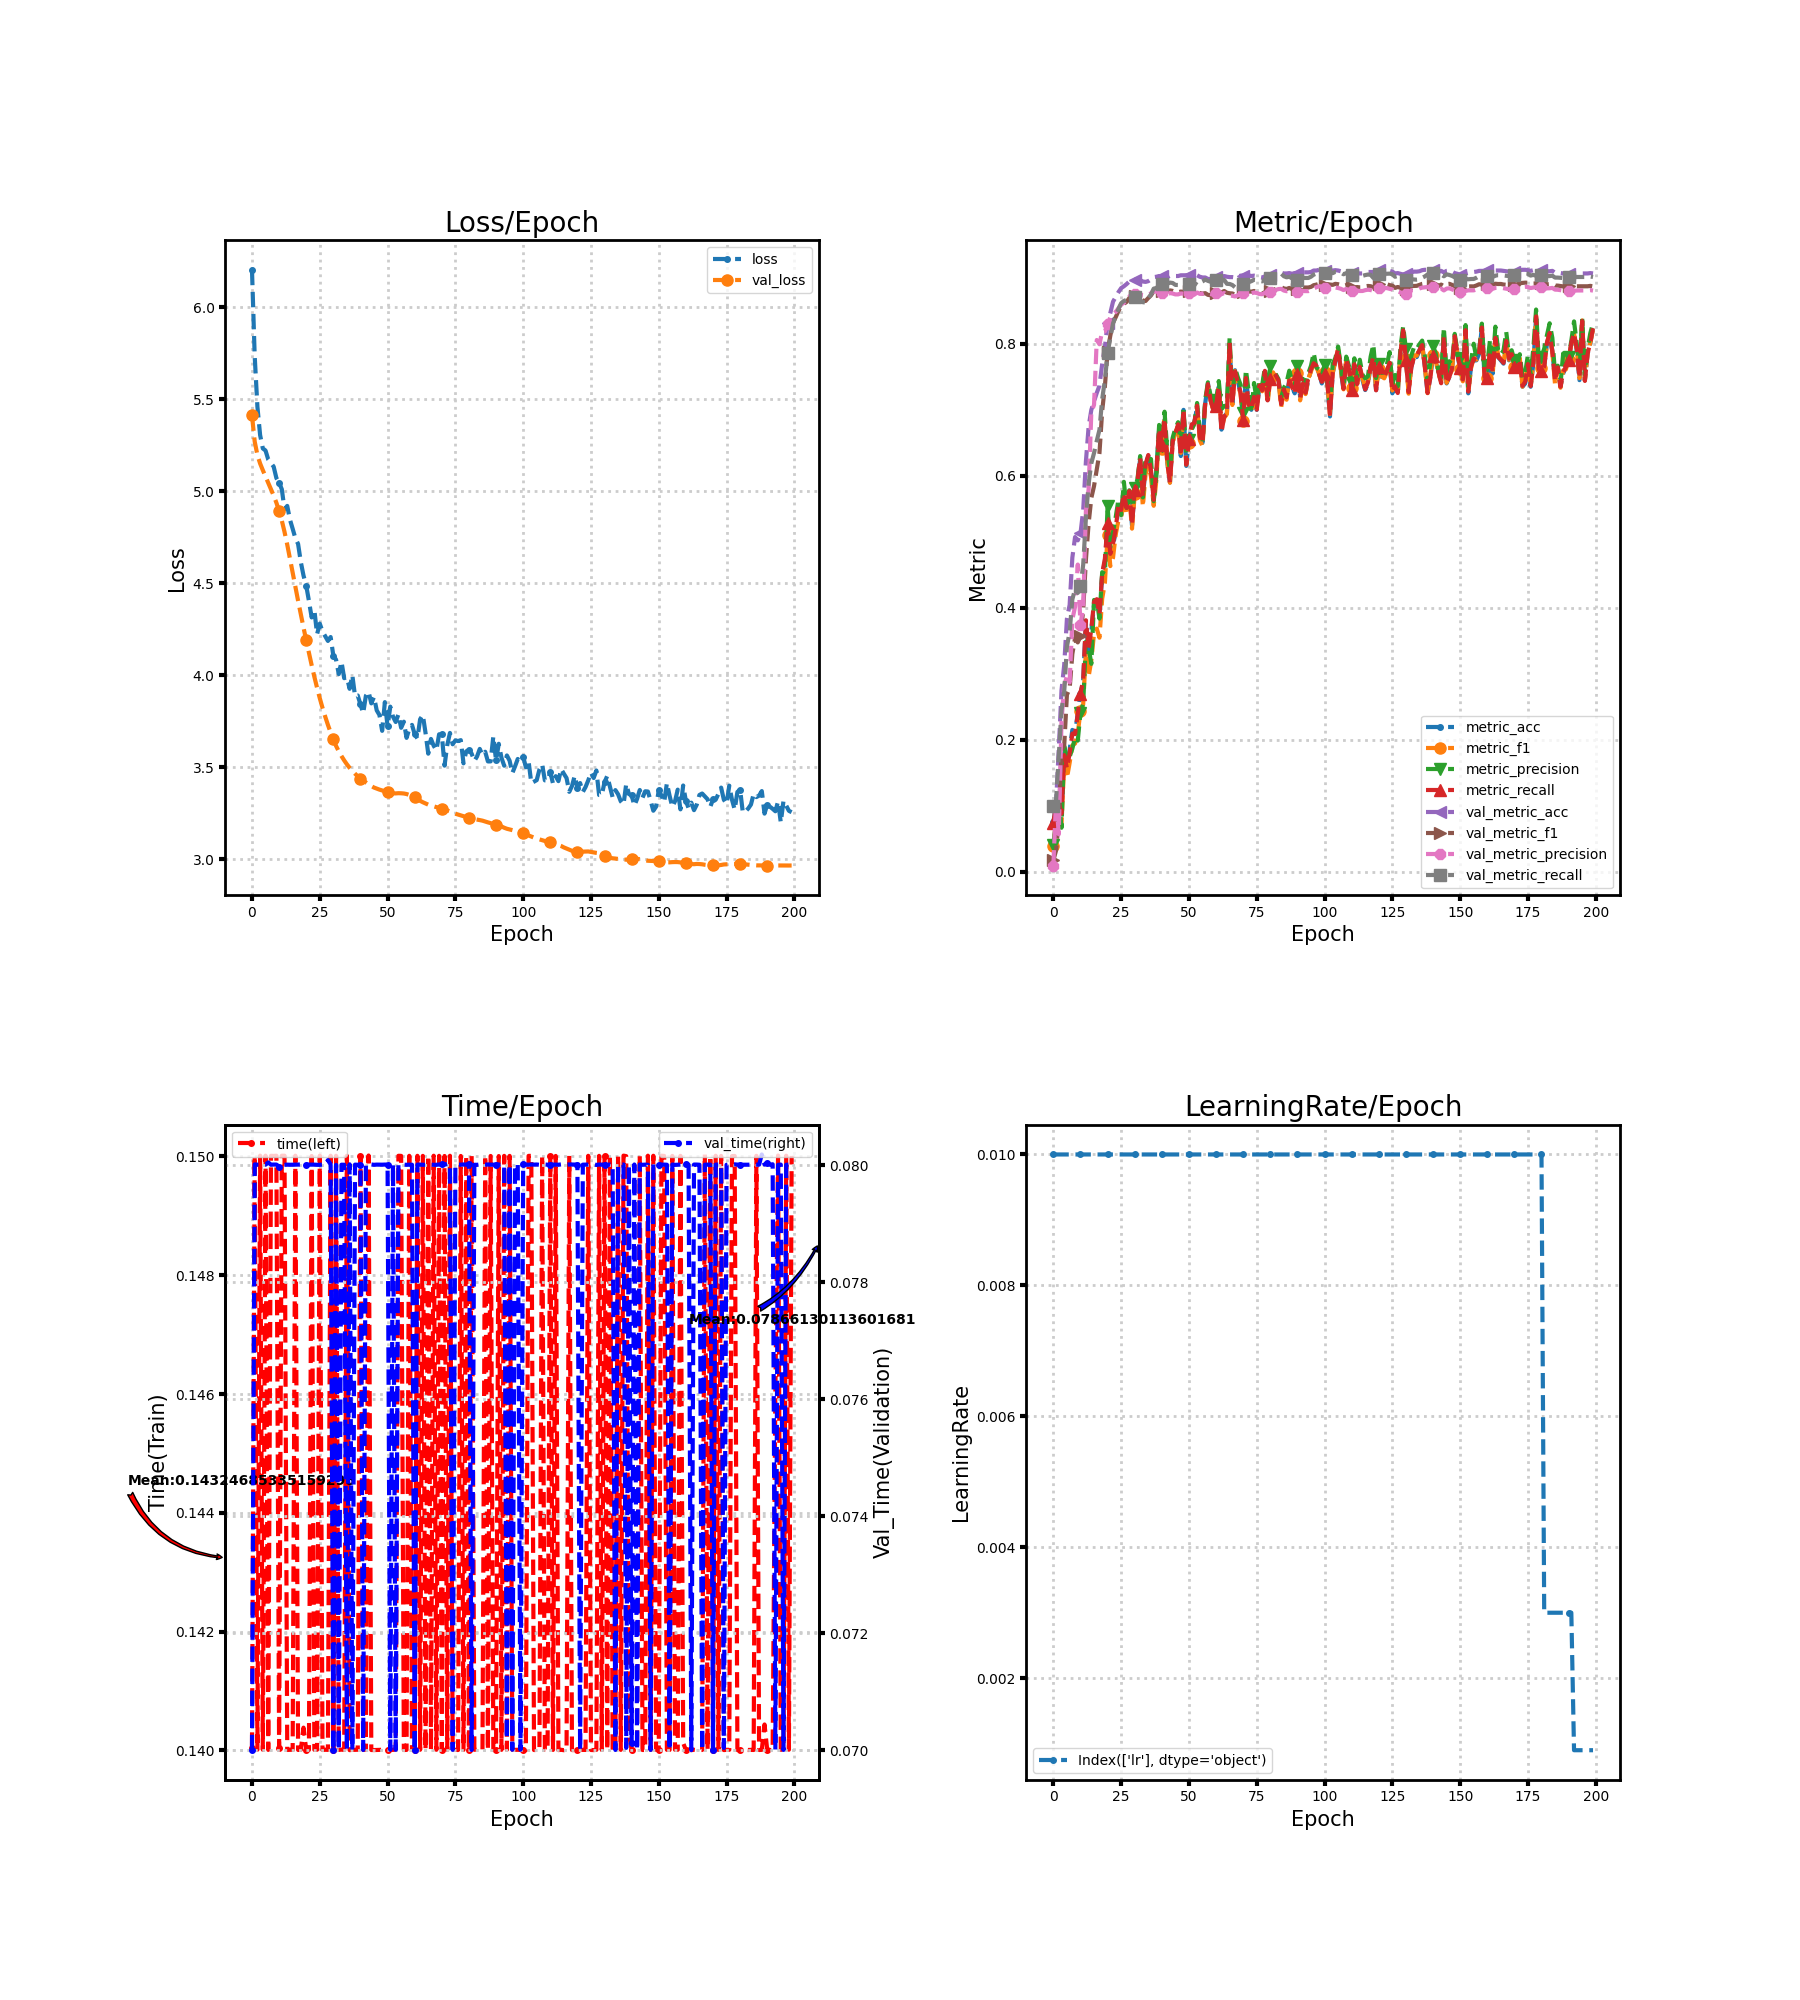 Loss/Epoch
loss
val_loss
6.0
5.5
5.0
4.5
4.0
3.5
3.0
Loss
0 25 50 75 100 125 150 175 200
Epoch
Metric/Epoch
0.8
0.6
0.4
0.2
0.0
Metric
metric_acc
metric_f1
metric_precision
metric_recall
val_metric_acc
val_metric_f1
val_metric_precision
val_metric_recall
0 25 50 75 100 125 150 175 200
Epoch
Time/Epoch
time(left)
val_time(right)
0.150
0.148
0.146
0.144
0.142
0.140
Time(Train)
0.080
0.078
0.076
0.074
0.072
0.070
Val_Time(Validation)
Mean:0.07866130113601681
0 25 50 75 100 125 150 175 200
Epoch
LearningRate/Epoch
0.010
0.008
0.006
0.004
0.002
LearningRate
Index(['lr'], dtype='object')
0 25 50 75 100 125 150 175 200
Epoch